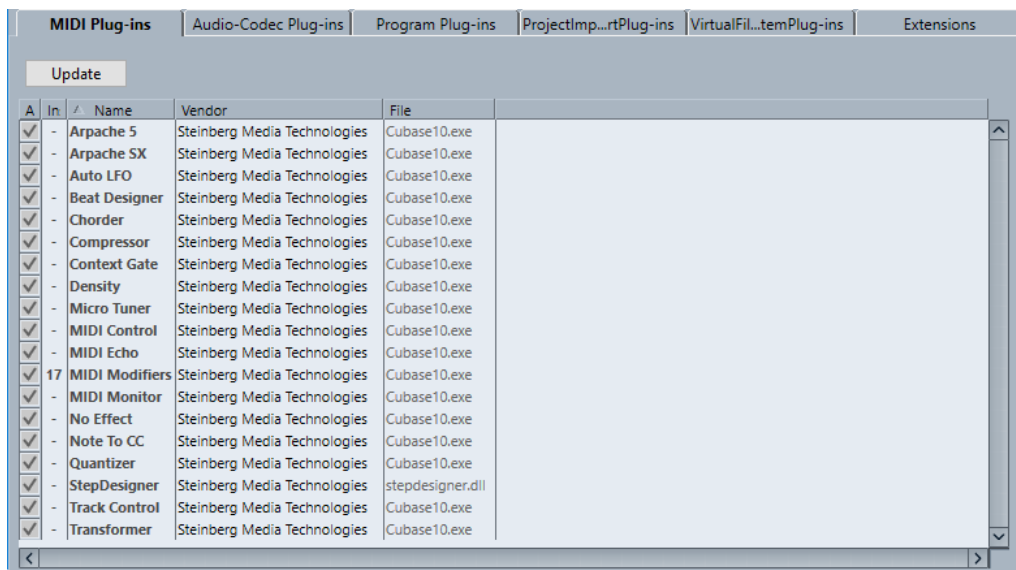 MIDI Plug-ins Audio-Codec Plug-ins Program Plug-ins ProjectImp...rtPlug-ins VirtualFil...temPlug-ins Extensions
Update
A In Name Vendor File
- Arpache 5 Steinberg Media Technologies Cubase10.exe
- Arpache SX Steinberg Media Technologies Cubase10.exe
- Auto LFO Steinberg Media Technologies Cubase10.exe
- Beat Designer Steinberg Media Technologies Cubase10.exe
- Chorder Steinberg Media Technologies Cubase10.exe
- Compressor Steinberg Media Technologies Cubase10.exe
- Context Gate Steinberg Media Technologies Cubase10.exe
- Density Steinberg Media Technologies Cubase10.exe
- Micro Tuner Steinberg Media Technologies Cubase10.exe
- MIDI Control Steinberg Media Technologies Cubase10.exe
- MIDI Echo Steinberg Media Technologies Cubase10.exe
17 MIDI Modifiers Steinberg Media Technologies Cubase10.exe
- MIDI Monitor Steinberg Media Technologies Cubase10.exe
- No Effect Steinberg Media Technologies Cubase10.exe
- Note To CC Steinberg Media Technologies Cubase10.exe
- Quantizer Steinberg Media Technologies Cubase10.exe
- StepDesigner Steinberg Media Technologies stepdesigner.dll
- Track Control Steinberg Media Technologies Cubase10.exe
- Transformer Steinberg Media Technologies Cubase10.exe